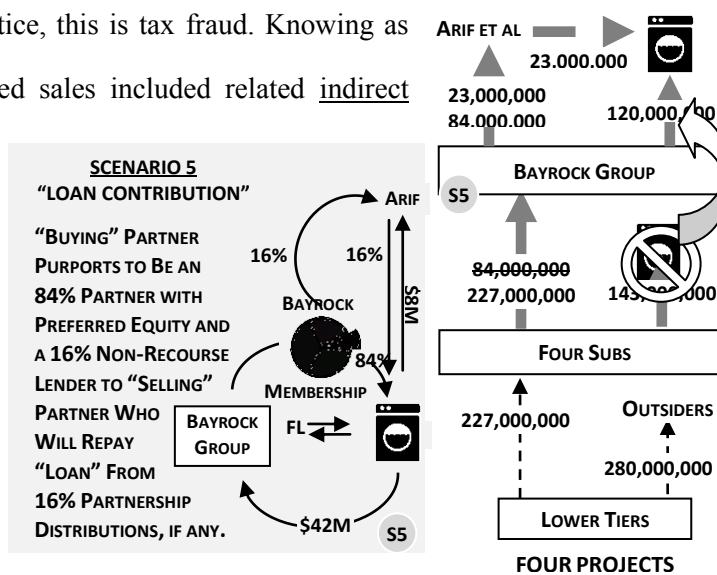 tice, this is tax fraud. Knowing as
ed sales included related indirect
SCENARIO 5
"LOAN CONTRIBUTION"
"BUYING" PARTNER
PURPORTS TO BE AN
84% PARTNER WITH
PREFERRED EQUITY AND
A 16% NON-RECOURSE
LENDER TO "SELLING"
PARTNER WHO
WILL REPAY
"LOAN" FROM
16% PARTNERSHIP
DISTRIBUTIONS, IF ANY.
ARIF
16%
16%
$8M
BAYROCK
84%
MEMBERSHIP
BAYROCK
GROUP
FL
$42M
S5
ARIF ET AL
23.000.000
23,000,000
84.000.000
120,000,000
BAYROCK GROUP
S5
84,000,000
227,000,000
FOUR SUBS
227,000,000
OUTSIDERS
280,000,000
LOWER TIERS
FOUR PROJECTS